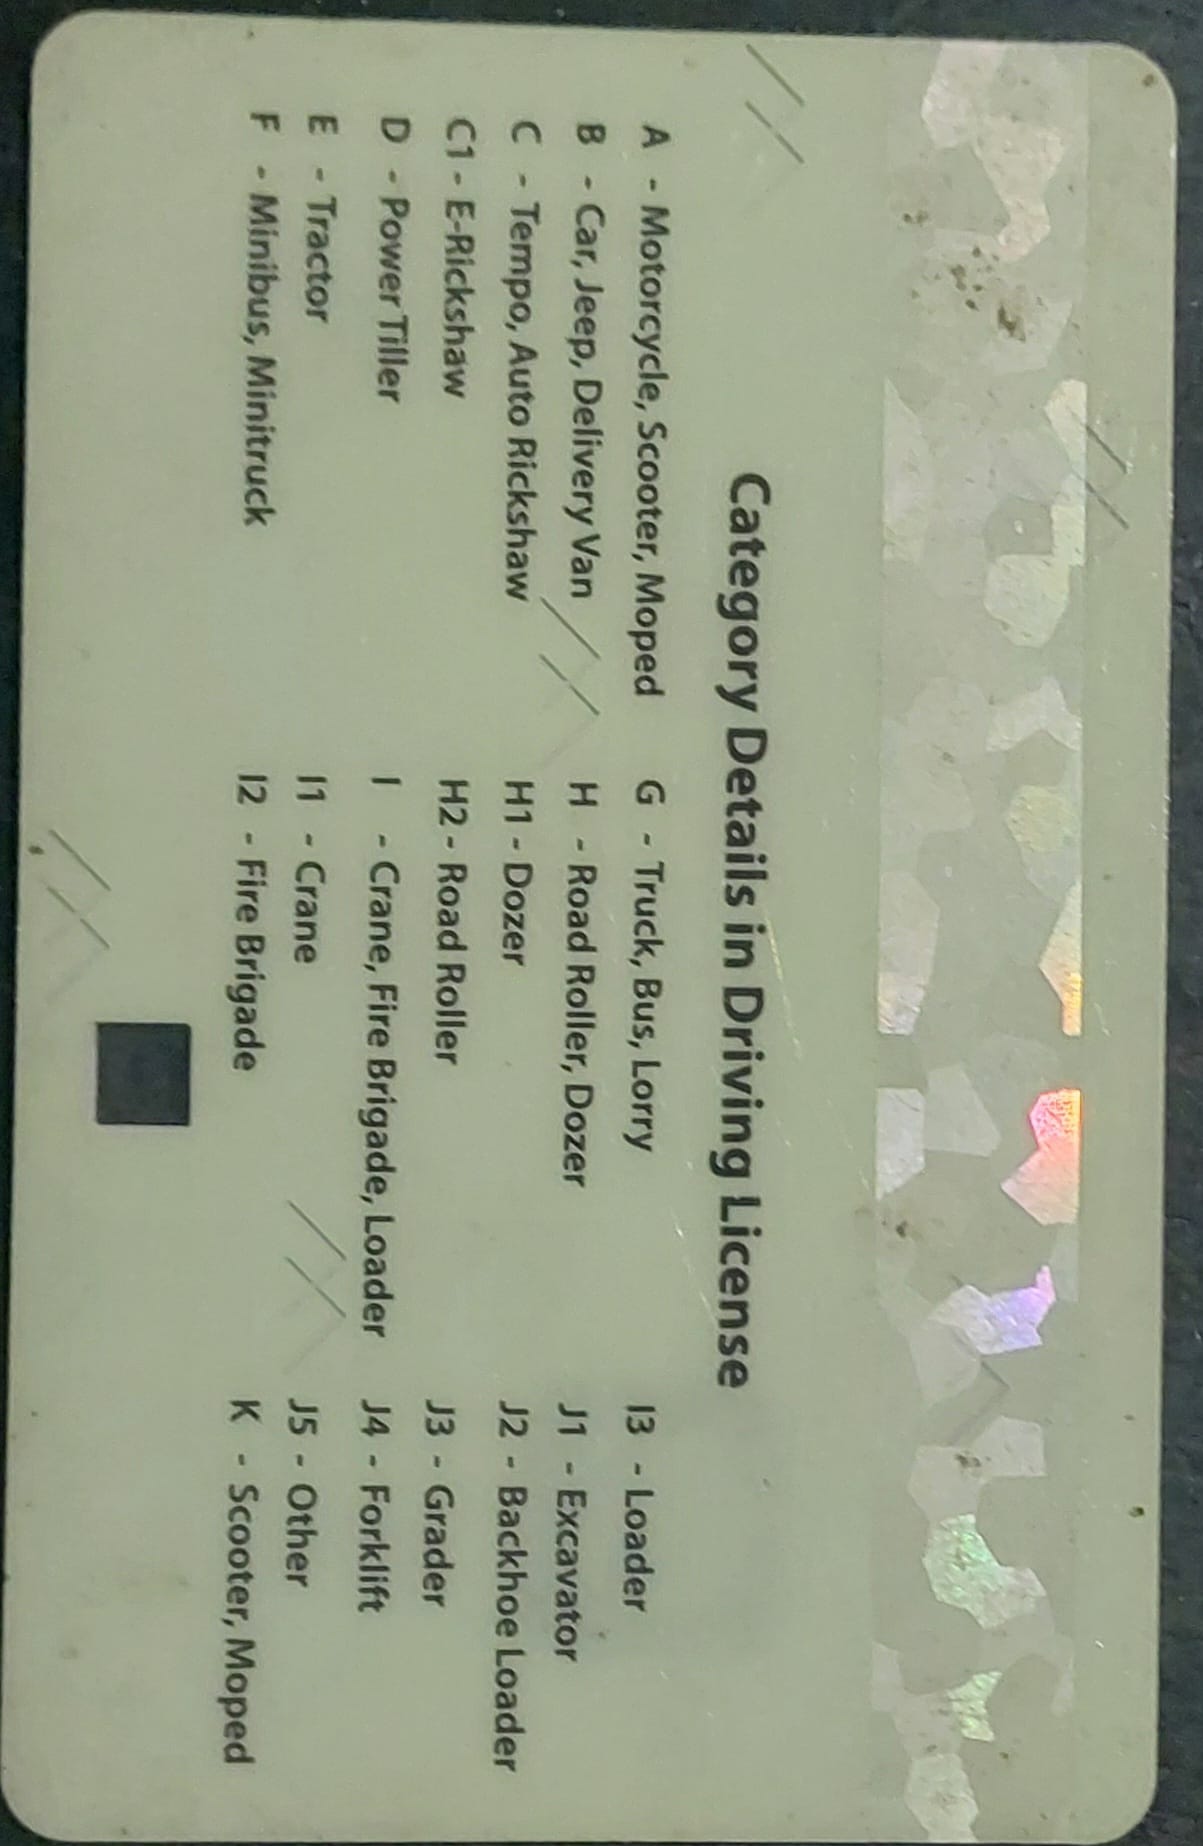 Category Details in Driving License
A - Motorcycle, Scooter, Moped
B - Car, Jeep, Delivery Van
C - Tempo, Auto Rickshaw
C1 - E-Rickshaw
D - Power Tiller
E - Tractor
F - Minibus, Minitruck
G - Truck, Bus, Lorry
H - Road Roller, Dozer
H1 - Dozer
H2 - Road Roller
I - Crane, Fire Brigade, Loader
I1 - Crane
I2 - Fire Brigade
I3 - Loader
J1 - Excavator
J2 - Backhoe Loader
J3 - Grader
J4 - Forklift
J5 - Other
K - Scooter, Moped